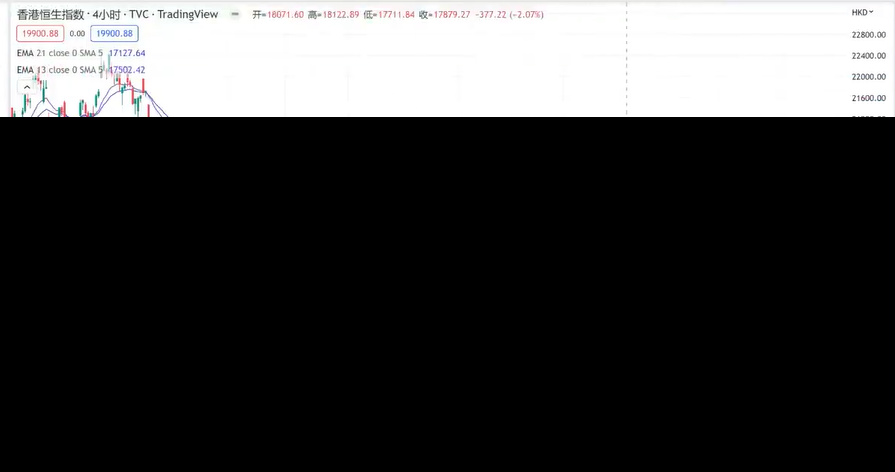 香港恒生指数 · 4小时 · TVC · TradingView 开=18071.60 高=18122.89 低=17711.84 收=17879.27 -377.22 (-2.07%) HKD
19900.88 0.00 19900.88
22800.00
EMA 21 close 0 SMA 5 17127.64
22400.00
EMA 13 close 0 SMA 5 17502.42
22000.00
21600.00